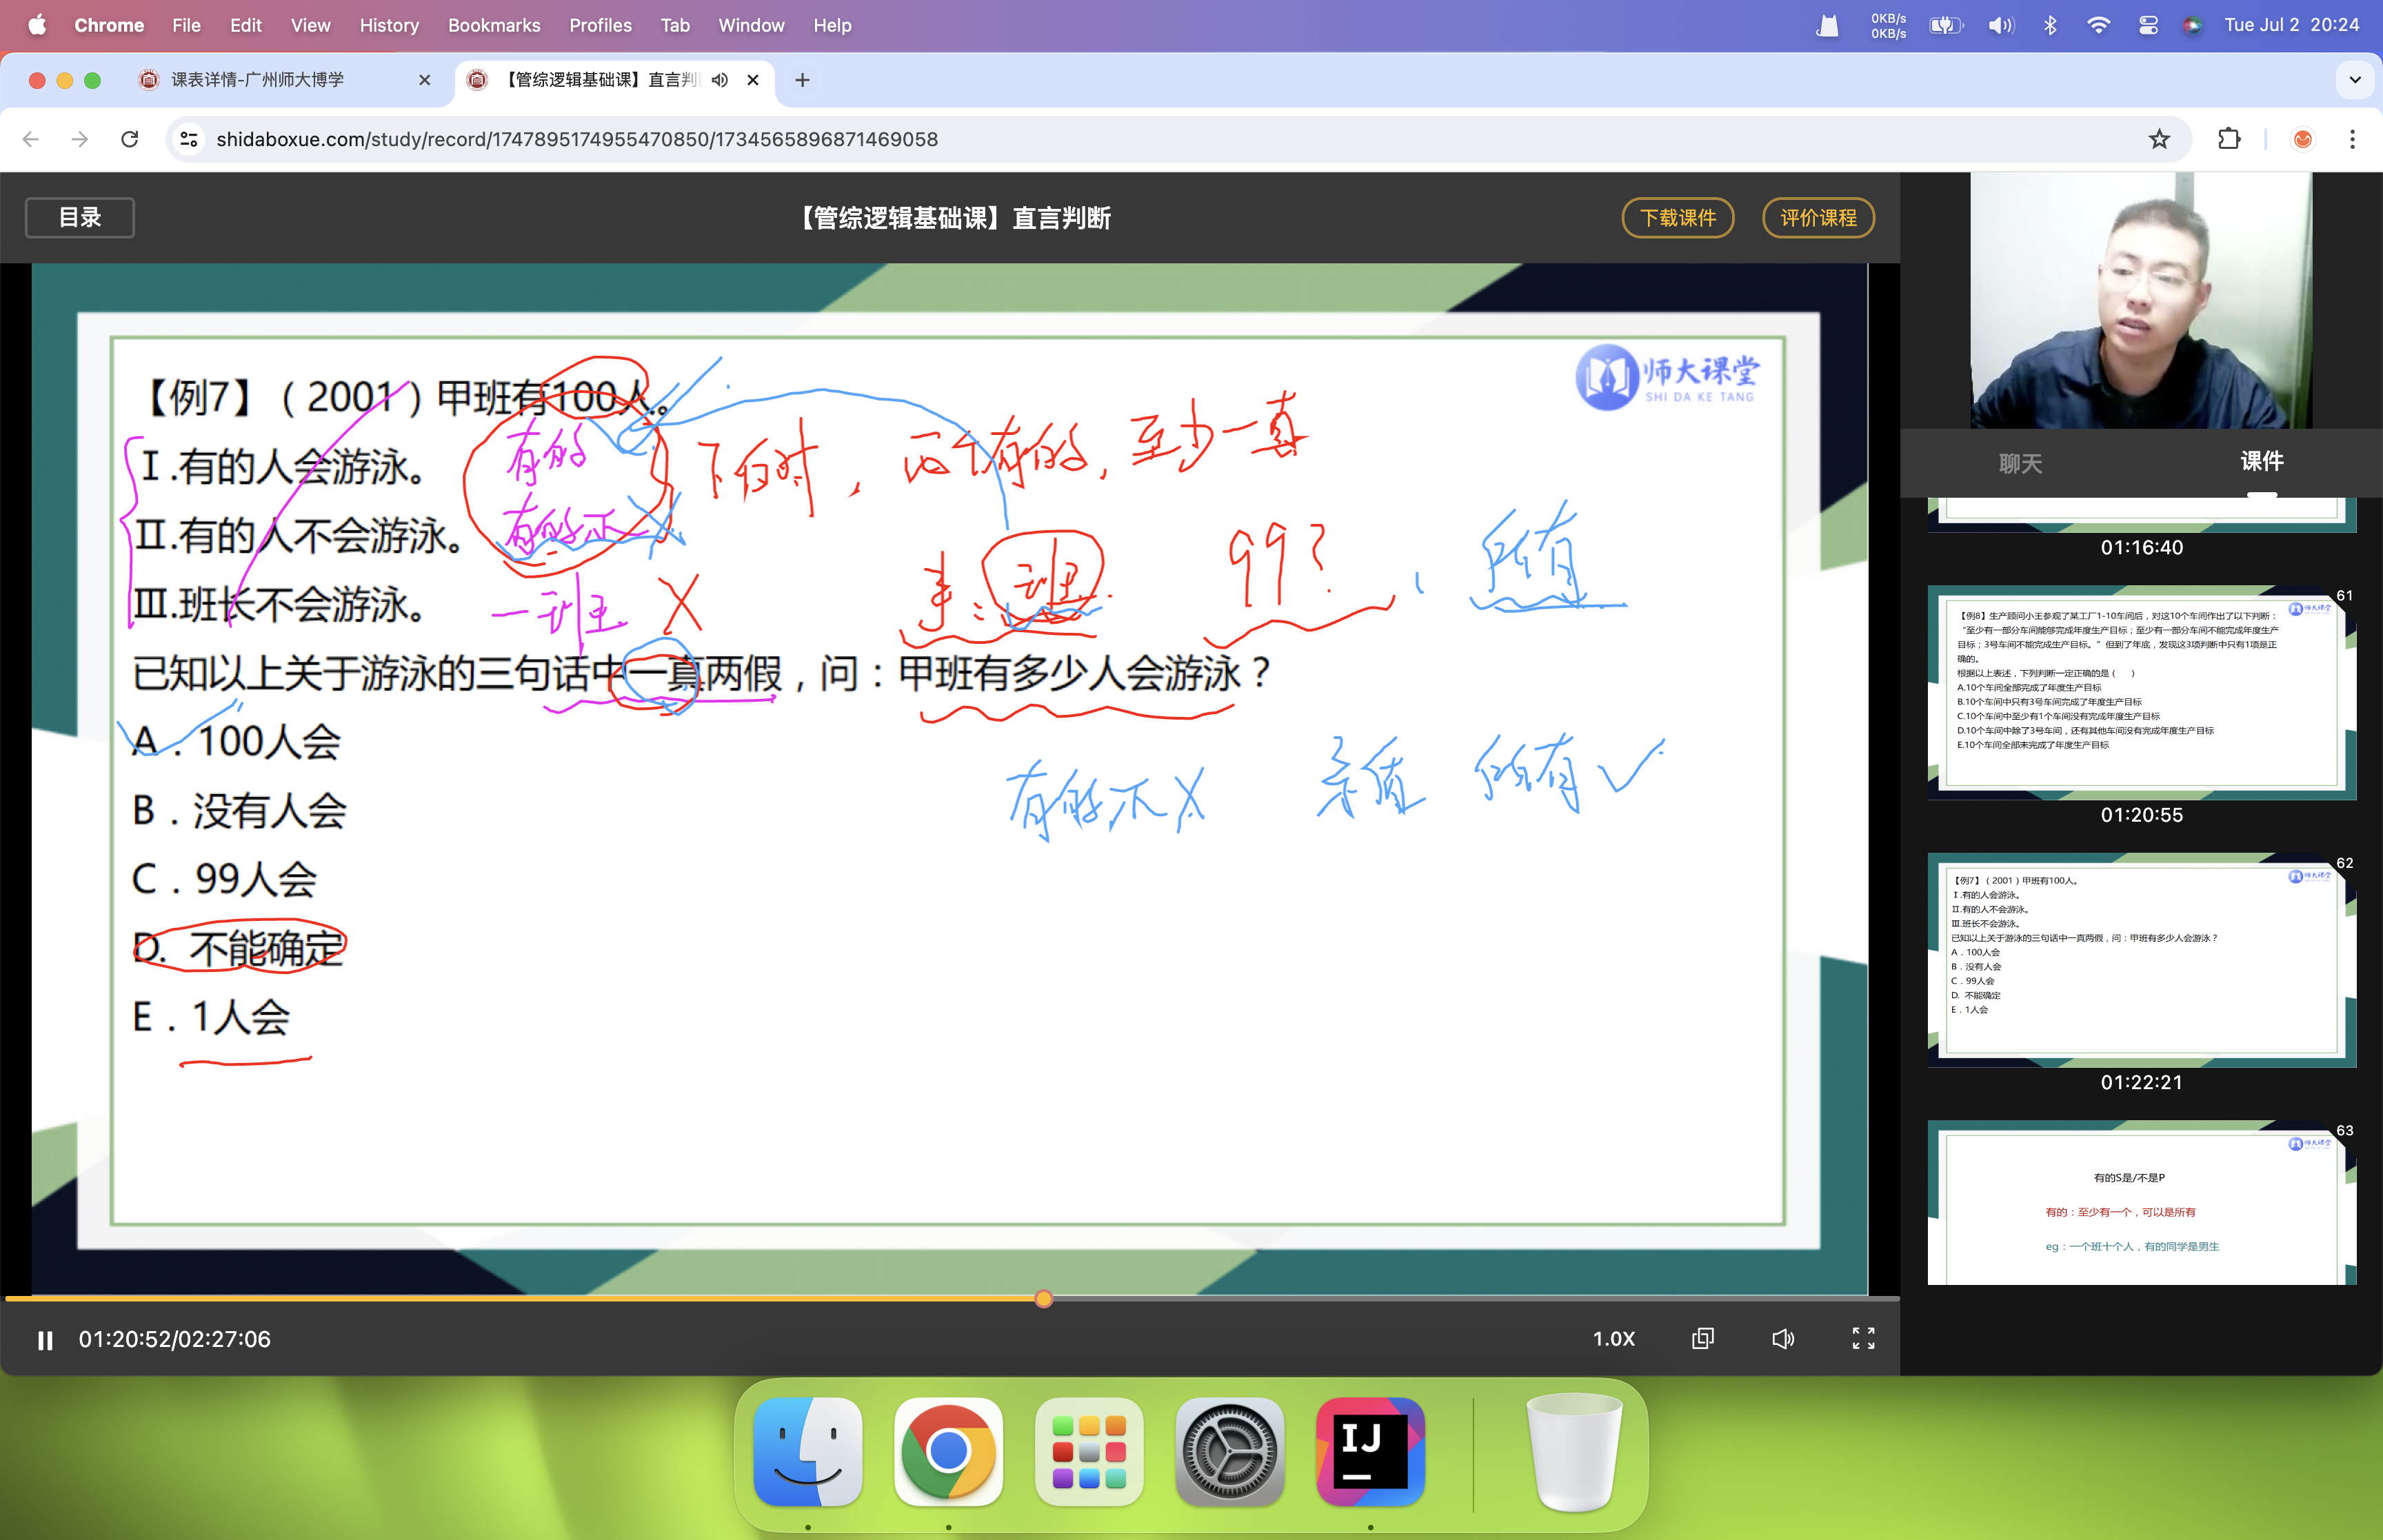 Chrome File Edit View History Bookmarks Profiles Tab Window Help
0KB/s
0KB/s
Tue Jul 2 20:24
课表详情-广州师大博学
【管综逻辑基础课】直言判
shidaboxue.com/study/record/1747895174955470850/1734565896871469058
目录
【管综逻辑基础课】直言判断
下载课件
评价课程
师大课堂
SHI DA KE TANG
【例7】（2001）甲班有100人。
Ⅰ.有的人会游泳。
有的
下反对，两个有的，至少一真
Ⅱ.有的人不会游泳。
有的不
Ⅲ.班长不会游泳。
99？
所有
已知以上关于游泳的三句话中一真两假，问：甲班有多少人会游泳？
A．100人会
有的不 X
矛盾
所有
B．没有人会
C．99人会
D. 不能确定
E．1人会
01:20:52/02:27:06
1.0X
聊天
课件
01:16:40
61
【例8】生产顾问小王参观了某工厂1-10车间后，对这10个车间作出了以下判断：
“至少有一部分车间能够完成年度生产目标；至少有一部分车间不能完成年度生产
目标；3号车间不能完成生产目标。”但到了年底，发现这3项判断中只有1项是正
确的。
根据以上表述，下列判断一定正确的是（ ）
A.10个车间全部完成了年度生产目标
B.10个车间中只有3号车间完成了年度生产目标
C.10个车间中至少有1个车间没有完成年度生产目标
D.10个车间中除了3号车间，还有其他车间没有完成年度生产目标
E.10个车间全部未完成了年度生产目标
01:20:55
62
【例7】（2001）甲班有100人。
Ⅰ.有的人会游泳。
Ⅱ.有的人不会游泳。
Ⅲ.班长不会游泳。
已知以上关于游泳的三句话中一真两假，问：甲班有多少人会游泳？
A．100人会
B．没有人会
C．99人会
D. 不能确定
E．1人会
01:22:21
63
有的S是/不是P
有的：至少有一个，可以是所有
eg：一个班十个人，有的同学是男生
IJ